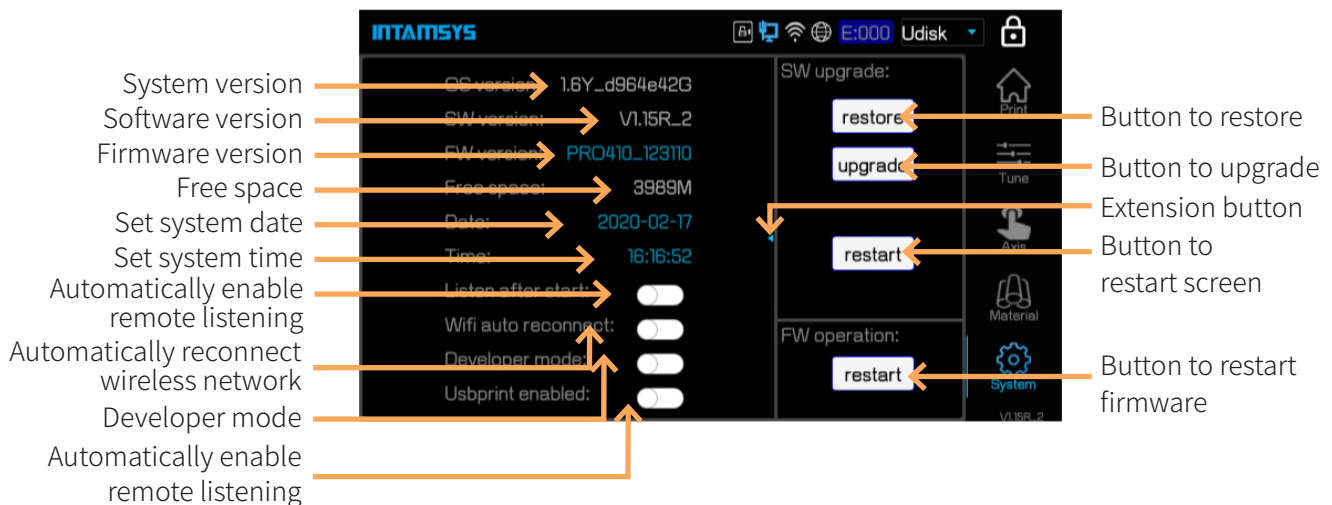 INTAMSYS
E:000 Udisk
System version
Software version
Firmware version
Free space
Set system date
Set system time
Automatically enable
remote listening
Automatically reconnect
wireless network
Developer mode
Automatically enable
remote listening
OS version: 1.6Y_d964e42G
SW version: V1.15R_2
FW version: PRO410_123110
Free space: 3989M
Date: 2020-02-17
Time: 16:16:52
Listen after start:
Wifi auto reconnect:
Developer mode:
Usbprint enabled:
SW upgrade:
restore
upgrade
restart
FW operation:
restart
Print
Tune
Axis
Material
System
V1.15R_2
Button to restore
Button to upgrade
Extension button
Button to
restart screen
Button to restart
firmware